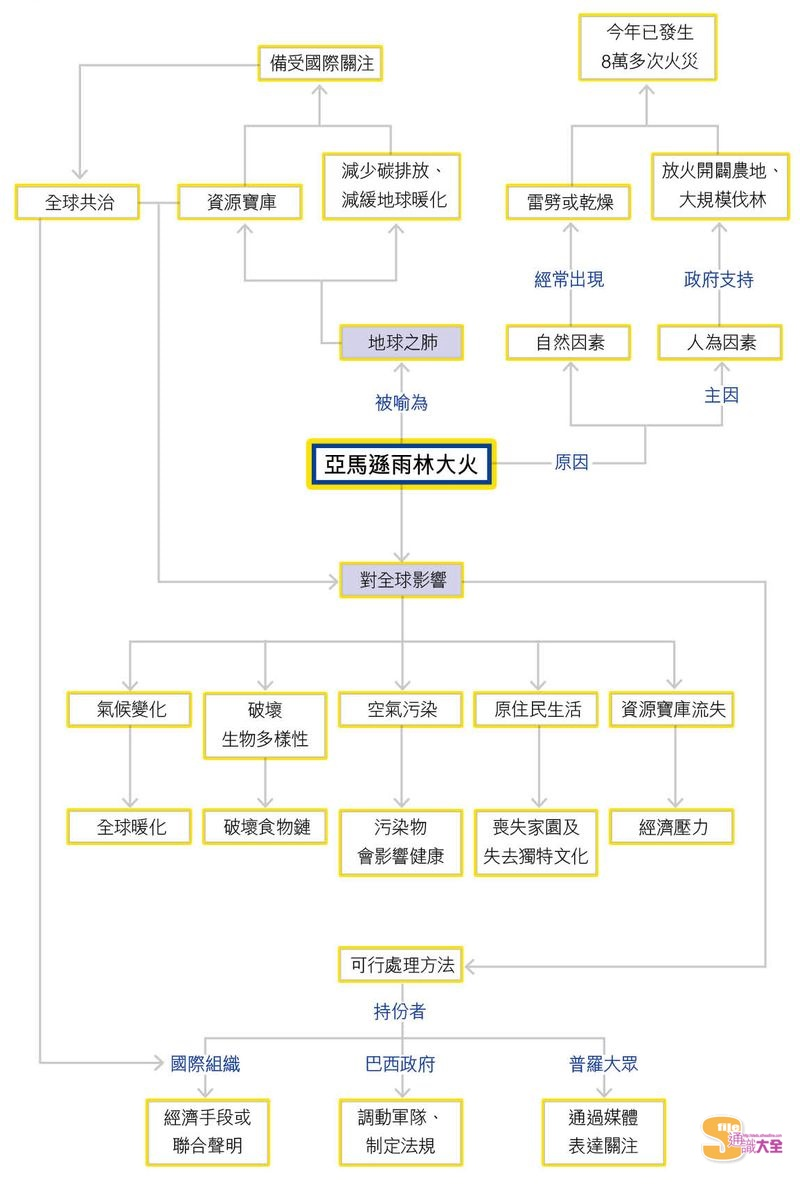 今年已發生
8萬多次火災
備受國際關注
全球共治
資源寶庫
減少碳排放、
減緩地球暖化
雷劈或乾燥
放火開闢農地、
大規模伐林
經常出現
政府支持
地球之肺
自然因素
人為因素
被喻為
主因
亞馬遜雨林大火
原因
對全球影響
氣候變化
破壞
生物多樣性
空氣污染
原住民生活
資源寶庫流失
全球暖化
破壞食物鏈
污染物
會影響健康
喪失家園及
失去獨特文化
經濟壓力
可行處理方法
持份者
國際組織
巴西政府
普羅大眾
經濟手段或
聯合聲明
調動軍隊、
制定法規
通過媒體
表達關注
通識大全